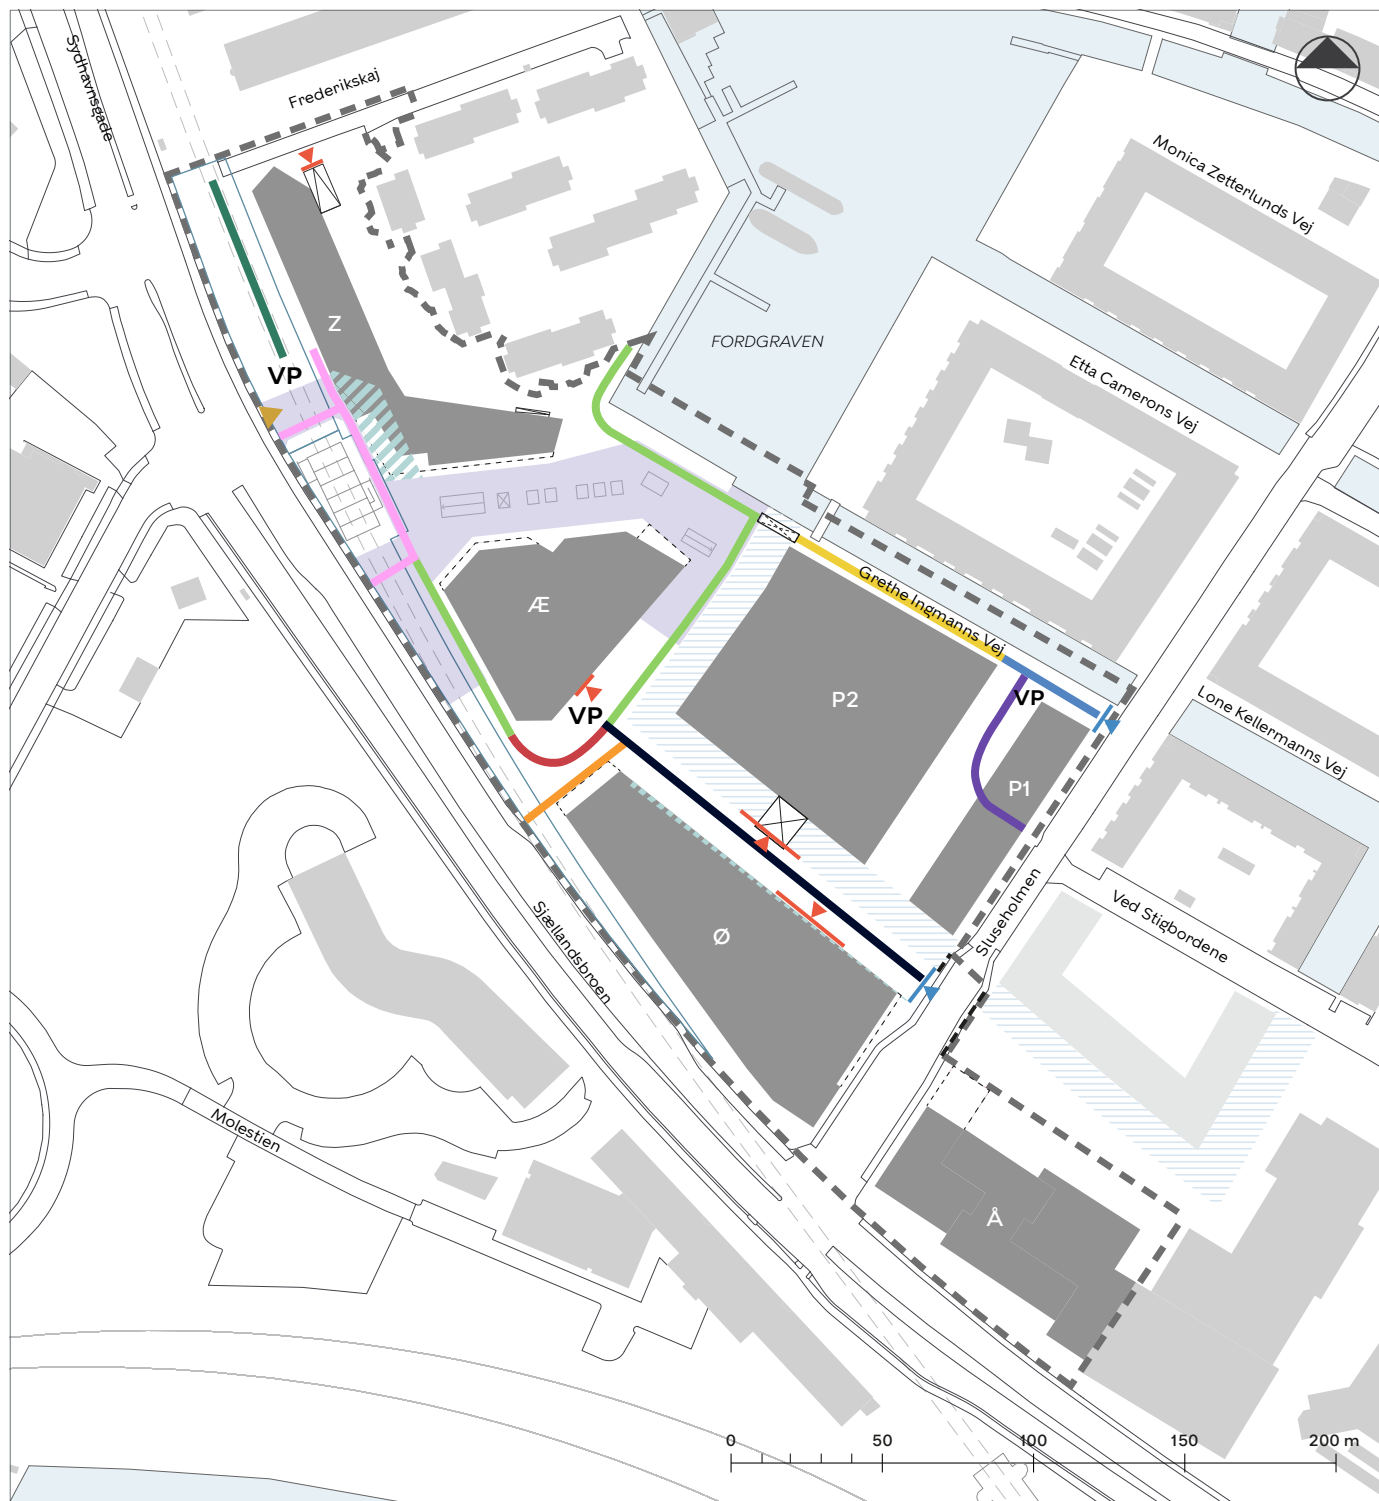 Sydhavnsgade
Frederikskaj
Monica Zetterlunds Vej
Z
FORDGRAVEN
Etta Camerons Vej
VP
Æ
Grethe Ingmanns Vej
P2
VP
VP
Lone Kellermanns Vej
P1
Ved Stigbordene
Sluseholmen
Ø
Sjællandsbroen
Molestien
Å
0 50 100 150 200 m